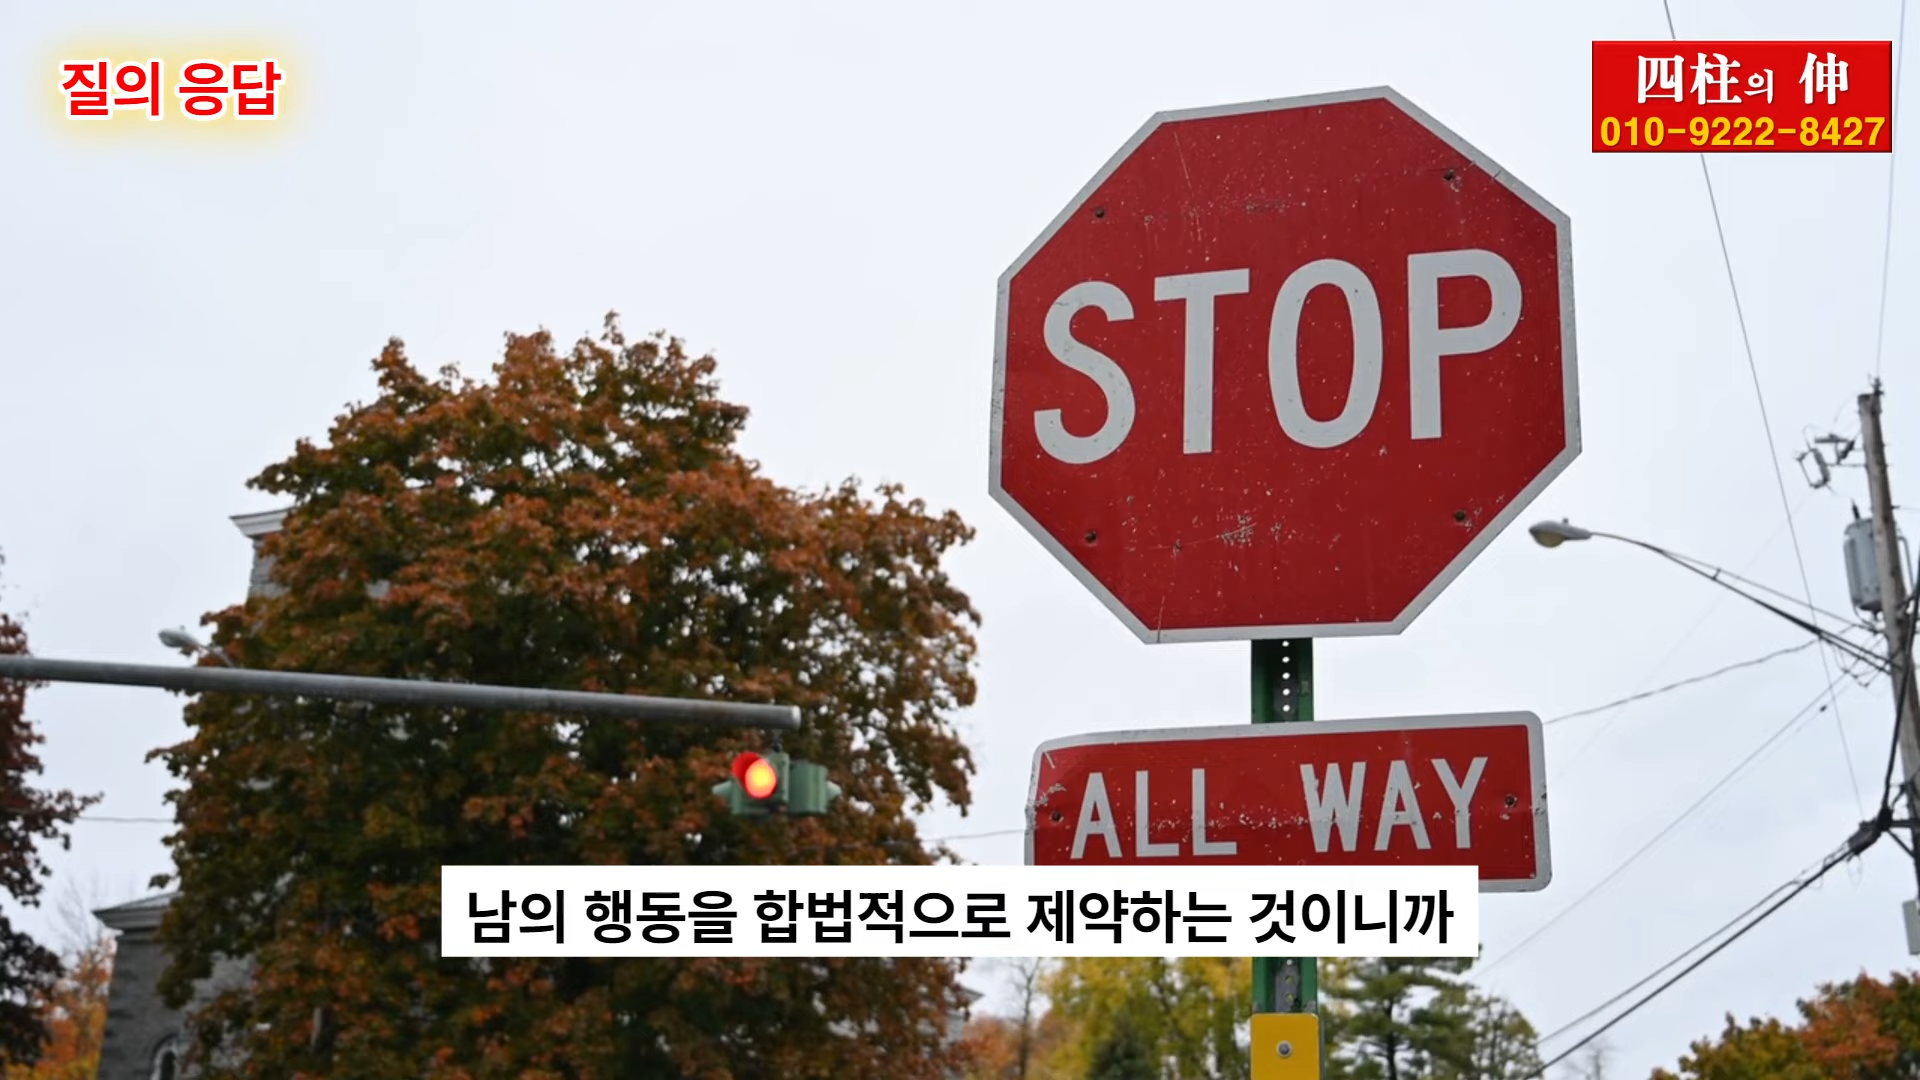 질의 응답
四柱의 伸
010-9222-8427
STOP
ALL WAY
남의 행동을 합법적으로 제약하는 것이니까